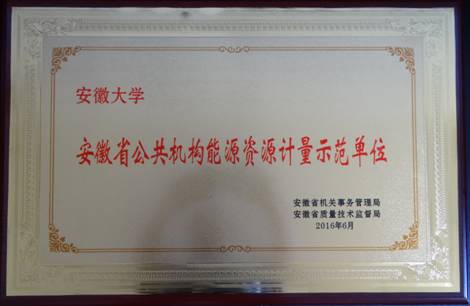 安徽大学
安徽省公共机构能源资源计量示范单位
安徽省机关事务管理局
安徽省质量技术监督局
2016年6月